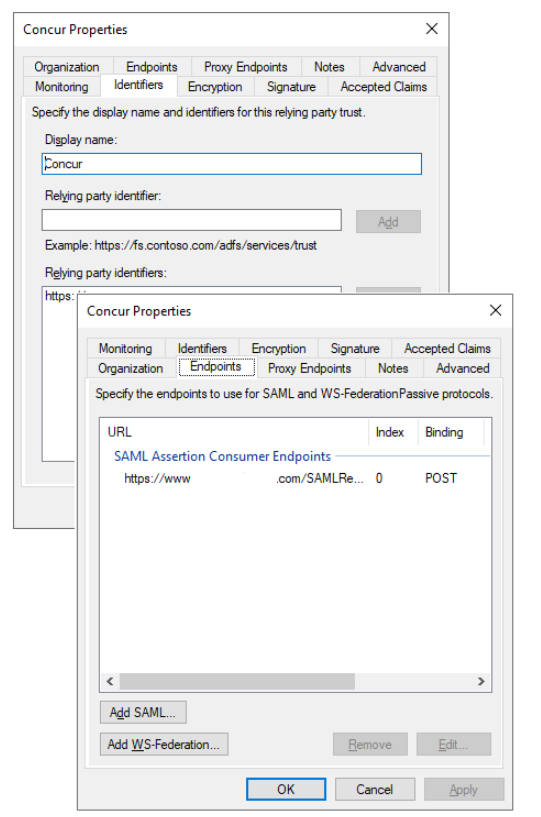 Concur Properties
Organization Endpoints Proxy Endpoints Notes Advanced
Monitoring Identifiers Encryption Signature Accepted Claims
Specify the display name and identifiers for this relying party trust.
Display name:
Concur
Relying party identifier:
Add
Example: https://fs.contoso.com/adfs/services/trust
Relying party identifiers:
https:
Concur Properties
Monitoring Identifiers Encryption Signature Accepted Claims
Organization Endpoints Proxy Endpoints Notes Advanced
Specify the endpoints to use for SAML and WS-FederationPassive protocols.
URL Index Binding
SAML Assertion Consumer Endpoints
https://www .com/SAMLRe... 0 POST
Add SAML...
Add WS-Federation... Remove Edit...
OK Cancel Apply